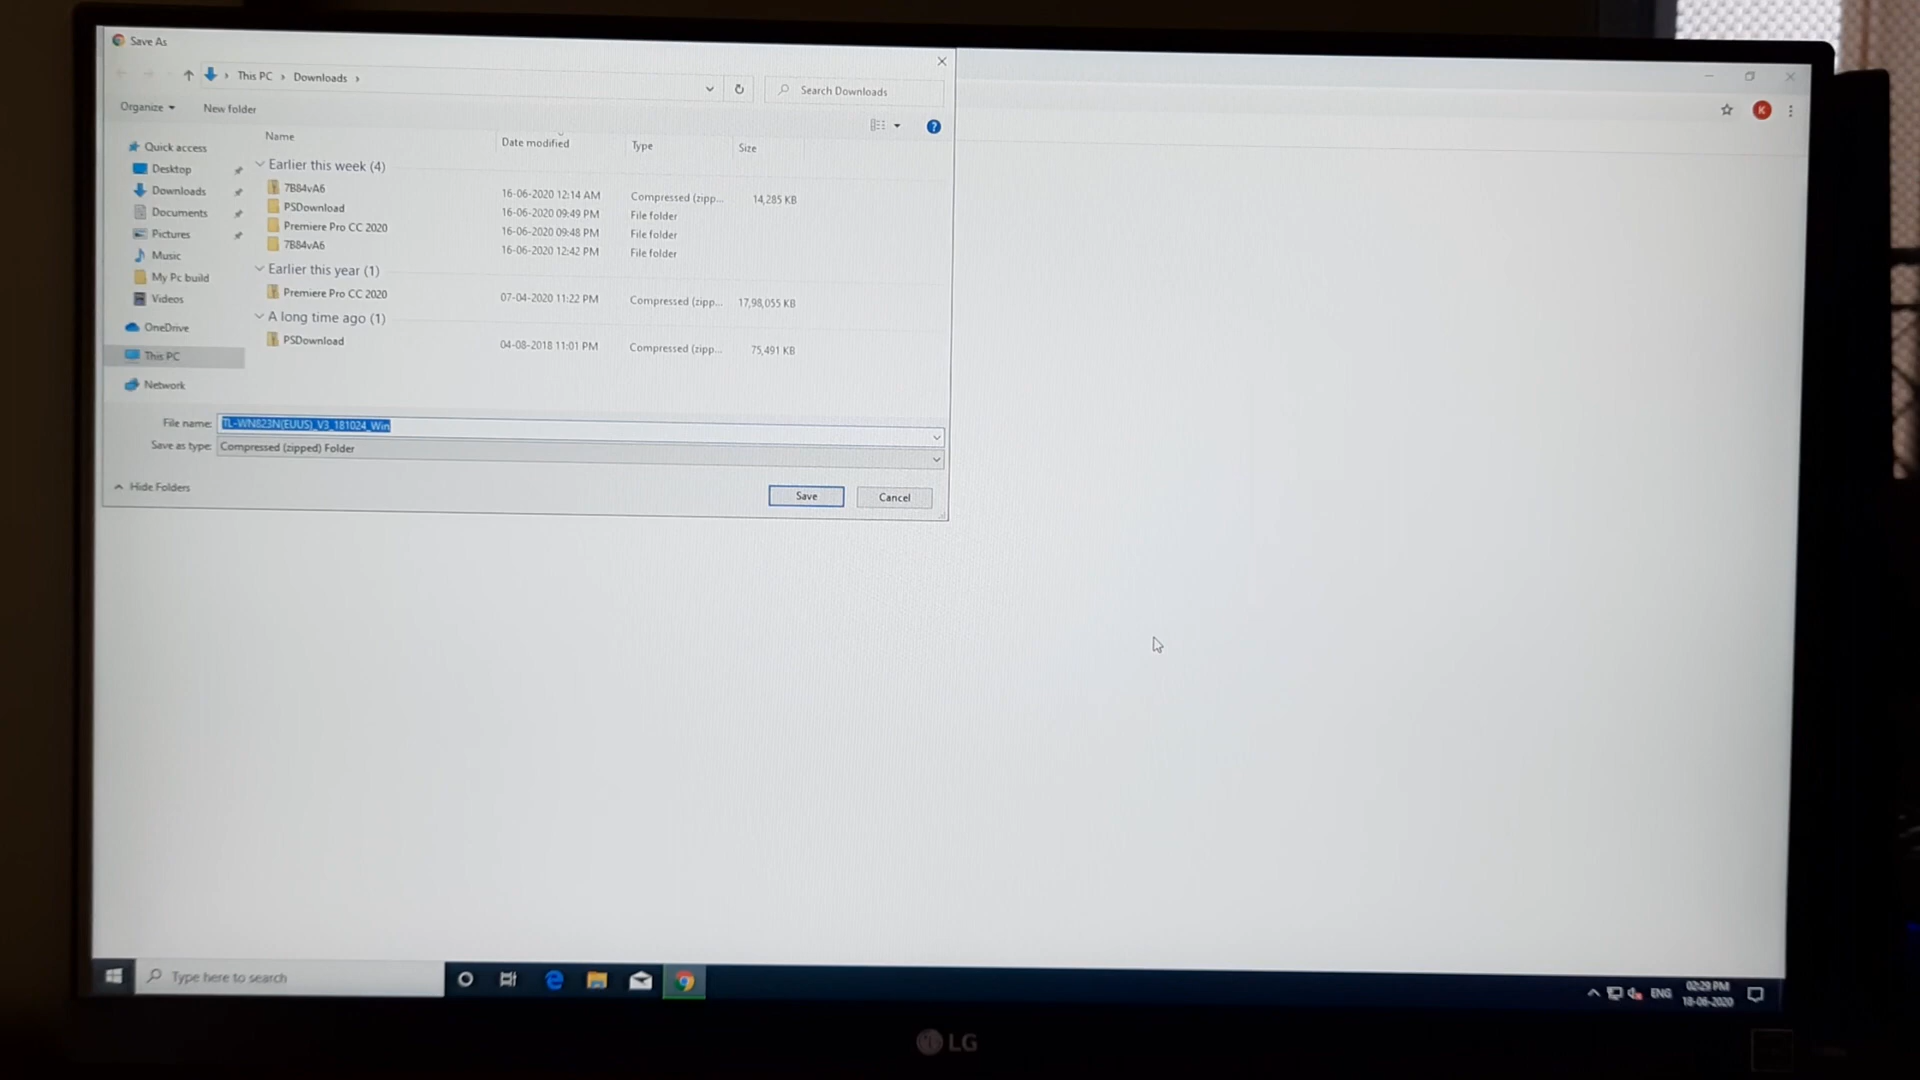 Save As
This PC > Downloads >
Search Downloads
Organize
New folder
Name
Date modified
Type
Size
Quick access
Desktop
Downloads
Documents
Pictures
Music
My Pc build
Videos
OneDrive
This PC
Network
Earlier this week (4)
7B84vA6 16-06-2020 12:14 AM Compressed (zipp... 14,285 KB
PSDownload 16-06-2020 09:49 PM File folder
Premiere Pro CC 2020 16-06-2020 09:48 PM File folder
7B84vA6 16-06-2020 12:42 PM File folder
Earlier this year (1)
Premiere Pro CC 2020 07-04-2020 11:22 PM Compressed (zipp... 17,98,055 KB
A long time ago (1)
PSDownload 04-08-2018 11:01 PM Compressed (zipp... 75,491 KB
File name: TL-WN823N(EUUS)_V3_181024_Win
Save as type: Compressed (zipped) Folder
Hide Folders
Save
Cancel
K
Type here to search
ENG
02:29 PM
18-06-2020
LG